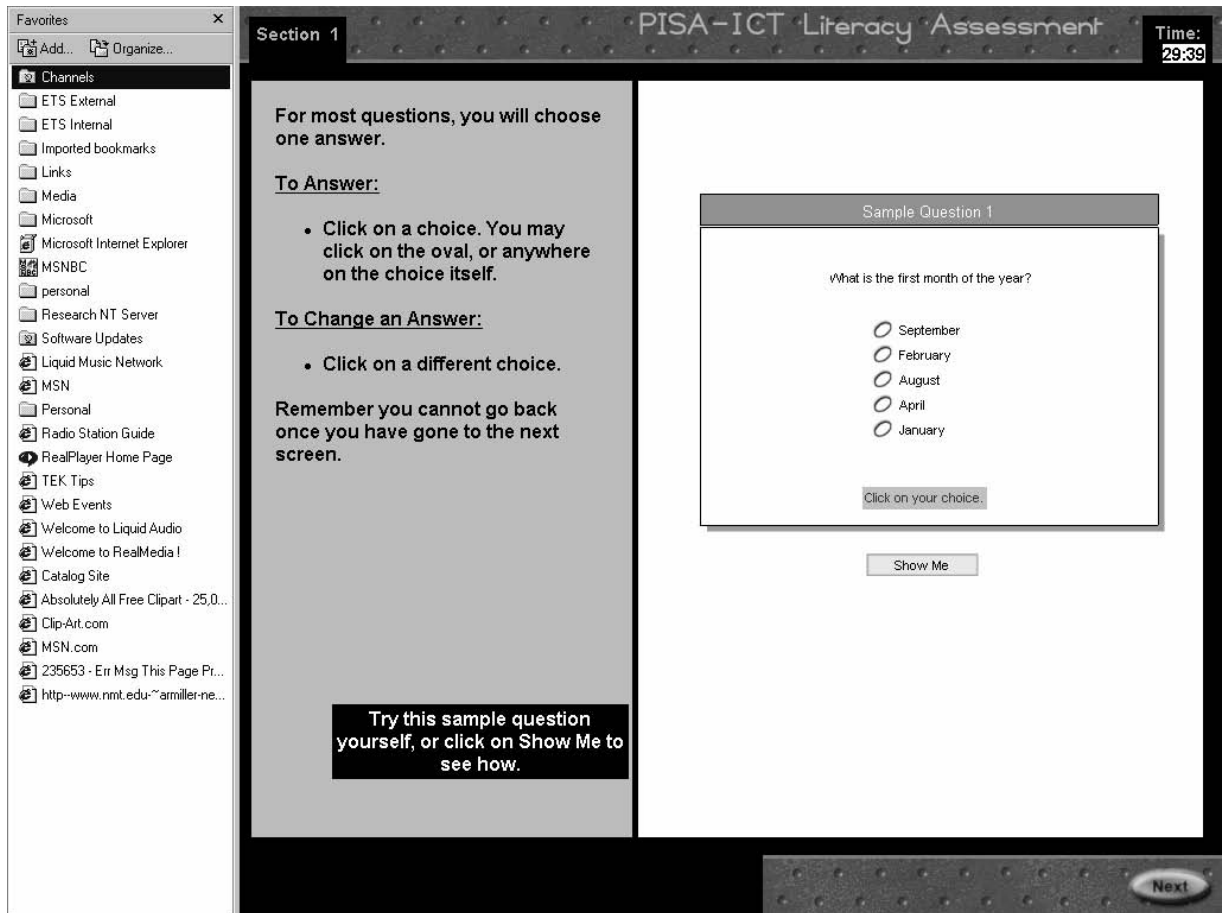 Favorites
Add... Organize...
Channels
ETS External
ETS Internal
Imported bookmarks
Links
Media
Microsoft
Microsoft Internet Explorer
MSNBC
personal
Research NT Server
Software Updates
Liquid Music Network
MSN
Personal
Radio Station Guide
RealPlayer Home Page
TEK Tips
Web Events
Welcome to Liquid Audio
Welcome to RealMedia !
Catalog Site
Absolutely All Free Clipart - 25,0...
Clip-Art.com
MSN.com
235653 - Err Msg This Page Pr...
http--www.nmt.edu-~armiller-ne...
Section 1
PISA-ICT Literacy Assessment
Time:
29:39
For most questions, you will choose
one answer.
To Answer:
• Click on a choice. You may
click on the oval, or anywhere
on the choice itself.
To Change an Answer:
• Click on a different choice.
Remember you cannot go back
once you have gone to the next
screen.
Try this sample question
yourself, or click on Show Me to
see how.
Sample Question 1
What is the first month of the year?
September
February
August
April
January
Click on your choice.
Show Me
Next